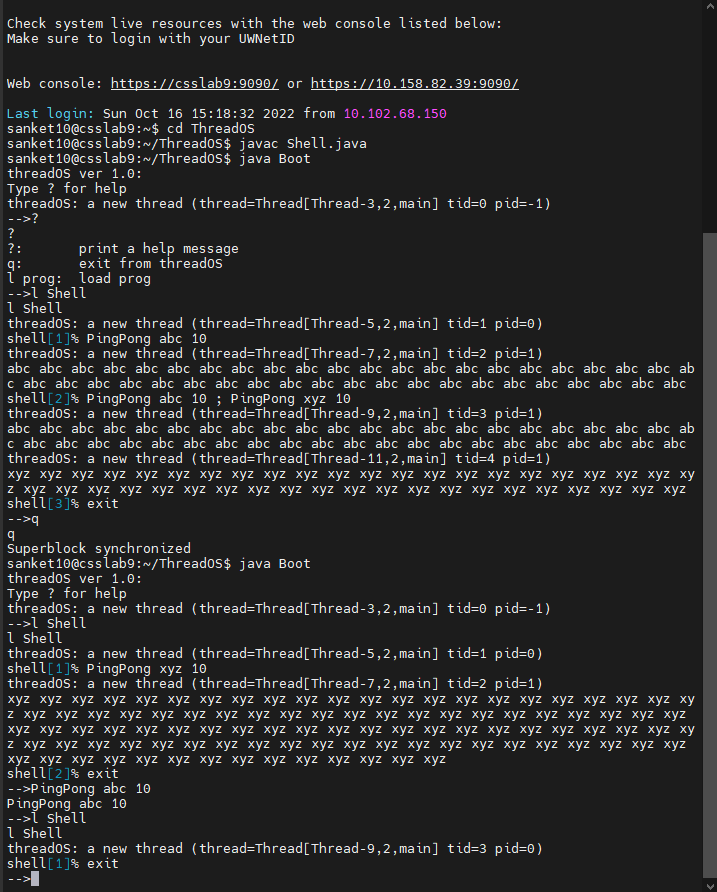 Check system live resources with the web console listed below:
Make sure to login with your UWNetID
Web console: https://csslab9:9090/ or https://10.158.82.39:9090/
Last login: Sun Oct 16 15:18:32 2022 from 10.102.68.150
sanket10@csslab9:~$ cd ThreadOS
sanket10@csslab9:~/ThreadOS$ javac Shell.java
sanket10@csslab9:~/ThreadOS$ java Boot
threadOS ver 1.0:
Type ? for help
threadOS: a new thread (thread=Thread[Thread-3,2,main] tid=0 pid=-1)
-->?
?
?:       print a help message
q:       exit from threadOS
l prog:  load prog
-->l Shell
l Shell
threadOS: a new thread (thread=Thread[Thread-5,2,main] tid=1 pid=0)
shell[1]% PingPong abc 10
threadOS: a new thread (thread=Thread[Thread-7,2,main] tid=2 pid=1)
abc abc abc abc abc abc abc abc abc abc abc abc abc abc abc abc abc abc abc abc abc ab
c abc abc abc abc abc abc abc abc abc abc abc abc abc abc abc abc abc abc abc abc abc
shell[2]% PingPong abc 10 ; PingPong xyz 10
threadOS: a new thread (thread=Thread[Thread-9,2,main] tid=3 pid=1)
abc abc abc abc abc abc abc abc abc abc abc abc abc abc abc abc abc abc abc abc abc ab
c abc abc abc abc abc abc abc abc abc abc abc abc abc abc abc abc abc abc abc abc abc
threadOS: a new thread (thread=Thread[Thread-11,2,main] tid=4 pid=1)
xyz xyz xyz xyz xyz xyz xyz xyz xyz xyz xyz xyz xyz xyz xyz xyz xyz xyz xyz xyz xyz xy
z xyz xyz xyz xyz xyz xyz xyz xyz xyz xyz xyz xyz xyz xyz xyz xyz xyz xyz xyz xyz xyz
shell[3]% exit
-->q
q
Superblock synchronized
sanket10@csslab9:~/ThreadOS$ java Boot
threadOS ver 1.0:
Type ? for help
threadOS: a new thread (thread=Thread[Thread-3,2,main] tid=0 pid=-1)
-->l Shell
l Shell
threadOS: a new thread (thread=Thread[Thread-5,2,main] tid=1 pid=0)
shell[1]% PingPong xyz 10
threadOS: a new thread (thread=Thread[Thread-7,2,main] tid=2 pid=1)
xyz xyz xyz xyz xyz xyz xyz xyz xyz xyz xyz xyz xyz xyz xyz xyz xyz xyz xyz xyz xyz xy
z xyz xyz xyz xyz xyz xyz xyz xyz xyz xyz xyz xyz xyz xyz xyz xyz xyz xyz xyz xyz xyz
xyz xyz xyz xyz xyz xyz xyz xyz xyz xyz xyz xyz xyz xyz xyz xyz xyz xyz xyz xyz xyz xy
z xyz xyz xyz xyz xyz xyz xyz xyz xyz xyz xyz xyz xyz xyz xyz xyz xyz xyz xyz xyz xyz
xyz xyz xyz xyz xyz xyz xyz xyz xyz xyz xyz xyz xyz xyz
shell[2]% exit
-->PingPong abc 10
PingPong abc 10
-->l Shell
l Shell
threadOS: a new thread (thread=Thread[Thread-9,2,main] tid=3 pid=0)
shell[1]% exit
-->